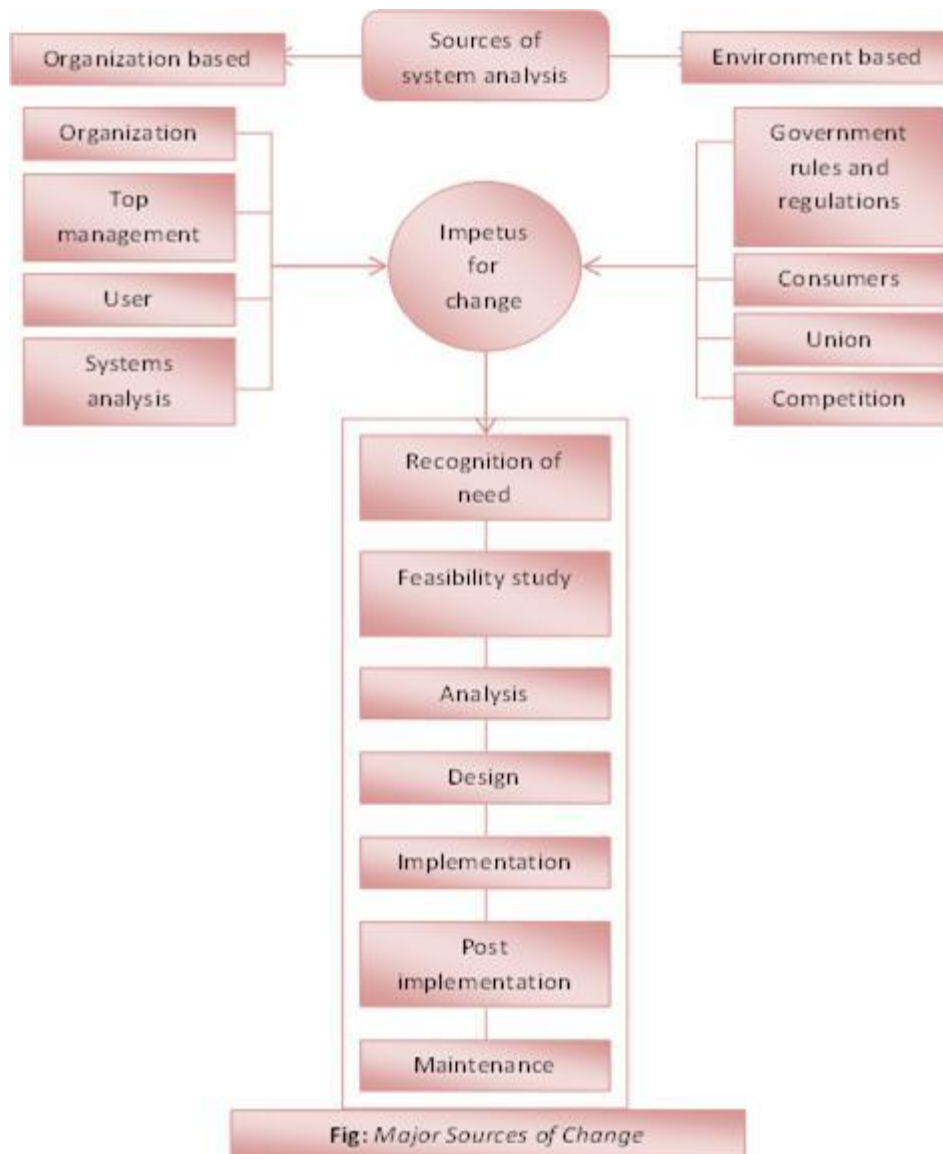 Organization based
Sources of
system analysis
Environment based
Organization
Top
management
User
Systems
analysis
Impetus
for
change
Government
rules and
regulations
Consumers
Union
Competition
Recognition of
need
Feasibility study
Analysis
Design
Implementation
Post
implementation
Maintenance
Fig: Major Sources of Change